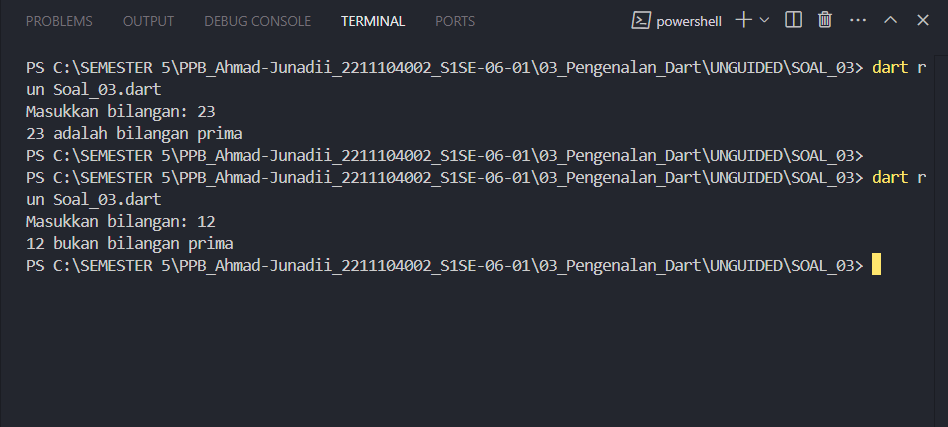 PROBLEMS OUTPUT DEBUG CONSOLE TERMINAL PORTS powershell
PS C:\SEMESTER 5\PPB_Ahmad-Junadii_2211104002_S1SE-06-01\03_Pengenalan_Dart\UNGUIDED\SOAL_03> dart r
un Soal_03.dart
Masukkan bilangan: 23
23 adalah bilangan prima
PS C:\SEMESTER 5\PPB_Ahmad-Junadii_2211104002_S1SE-06-01\03_Pengenalan_Dart\UNGUIDED\SOAL_03>
PS C:\SEMESTER 5\PPB_Ahmad-Junadii_2211104002_S1SE-06-01\03_Pengenalan_Dart\UNGUIDED\SOAL_03> dart r
un Soal_03.dart
Masukkan bilangan: 12
12 bukan bilangan prima
PS C:\SEMESTER 5\PPB_Ahmad-Junadii_2211104002_S1SE-06-01\03_Pengenalan_Dart\UNGUIDED\SOAL_03>